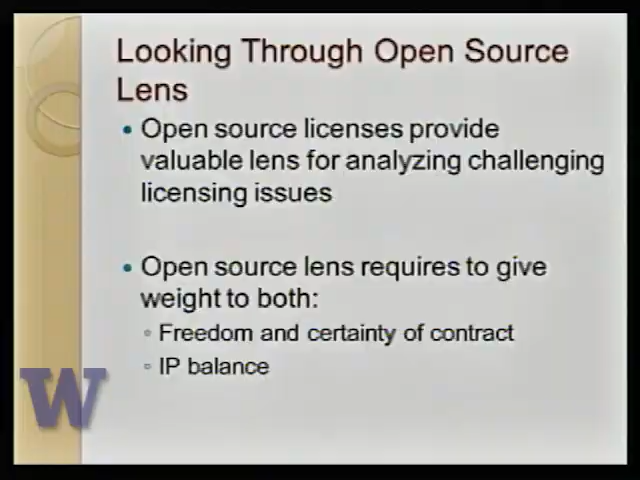 Looking Through Open Source
Lens
• Open source licenses provide
valuable lens for analyzing challenging
licensing issues
• Open source lens requires to give
weight to both:
◦ Freedom and certainty of contract
◦ IP balance
W